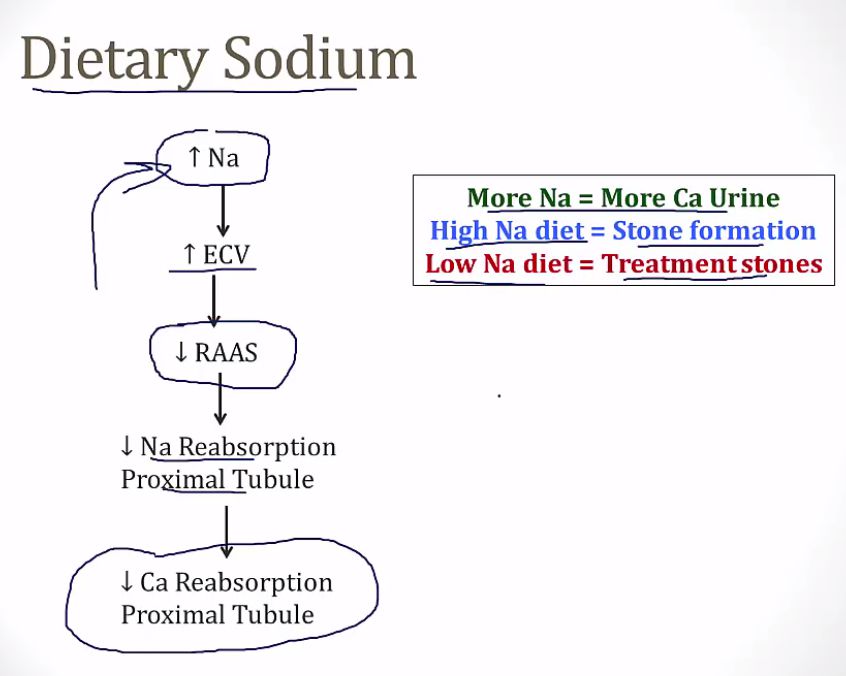 Dietary Sodium
↑ Na
↑ ECV
↓ RAAS
↓ Na Reabsorption
Proximal Tubule
↓ Ca Reabsorption
Proximal Tubule
More Na = More Ca Urine
High Na diet = Stone formation
Low Na diet = Treatment stones